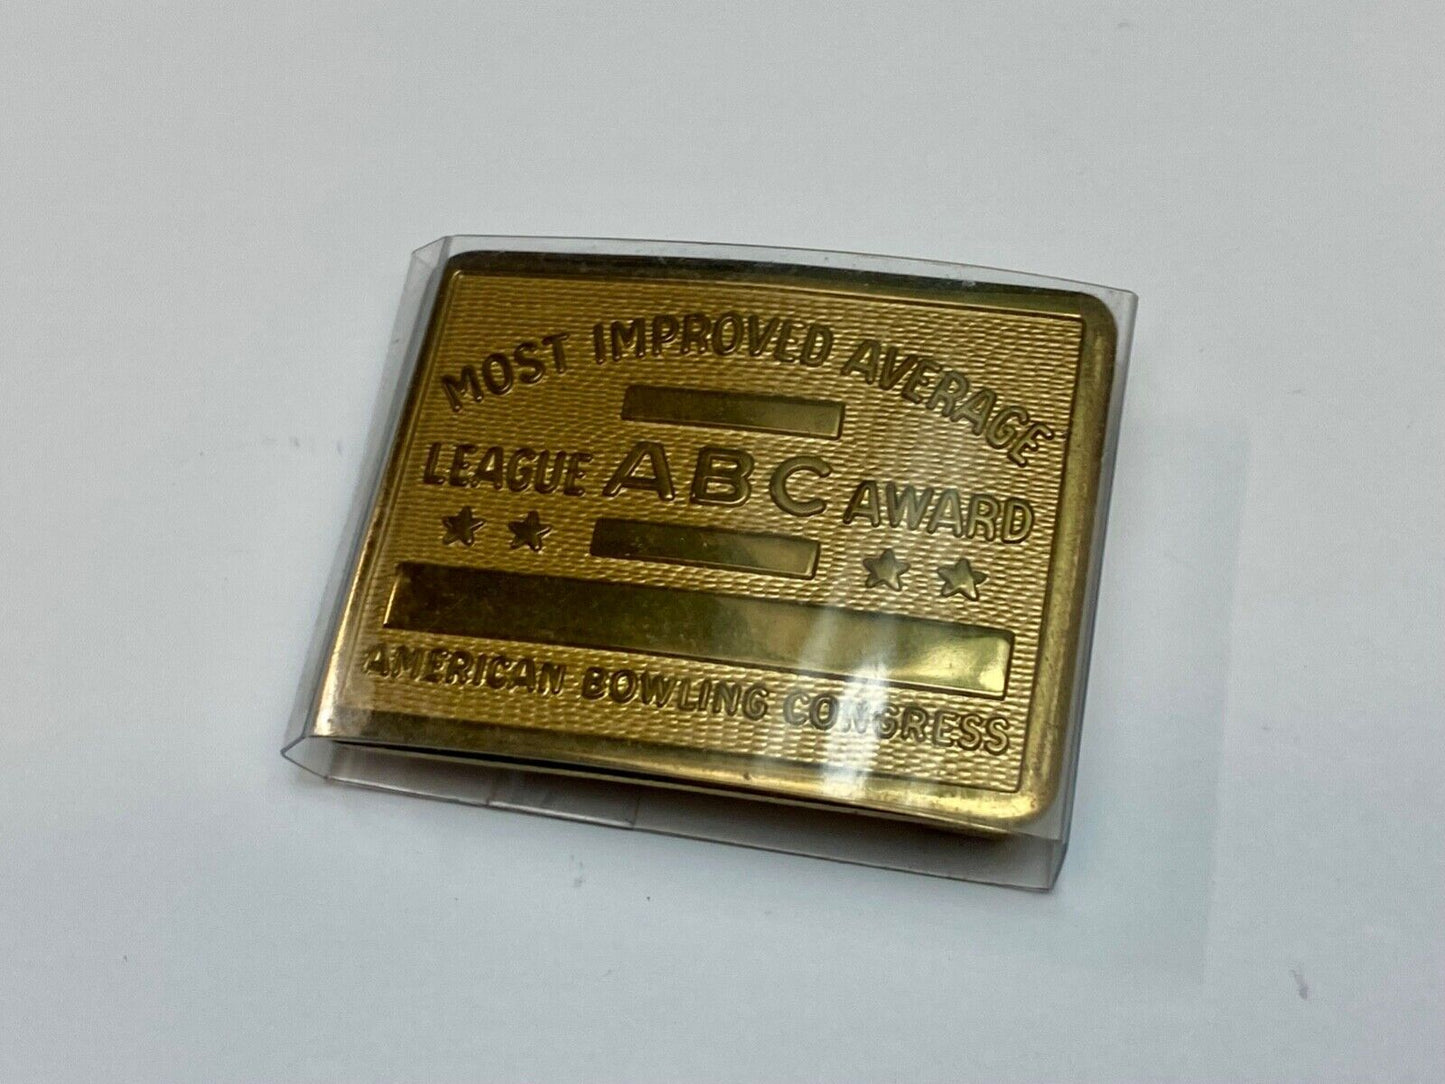 MOST IMPROVED AVERAGE
LEAGUE ABC AWARD
AMERICAN BOWLING CONGRESS